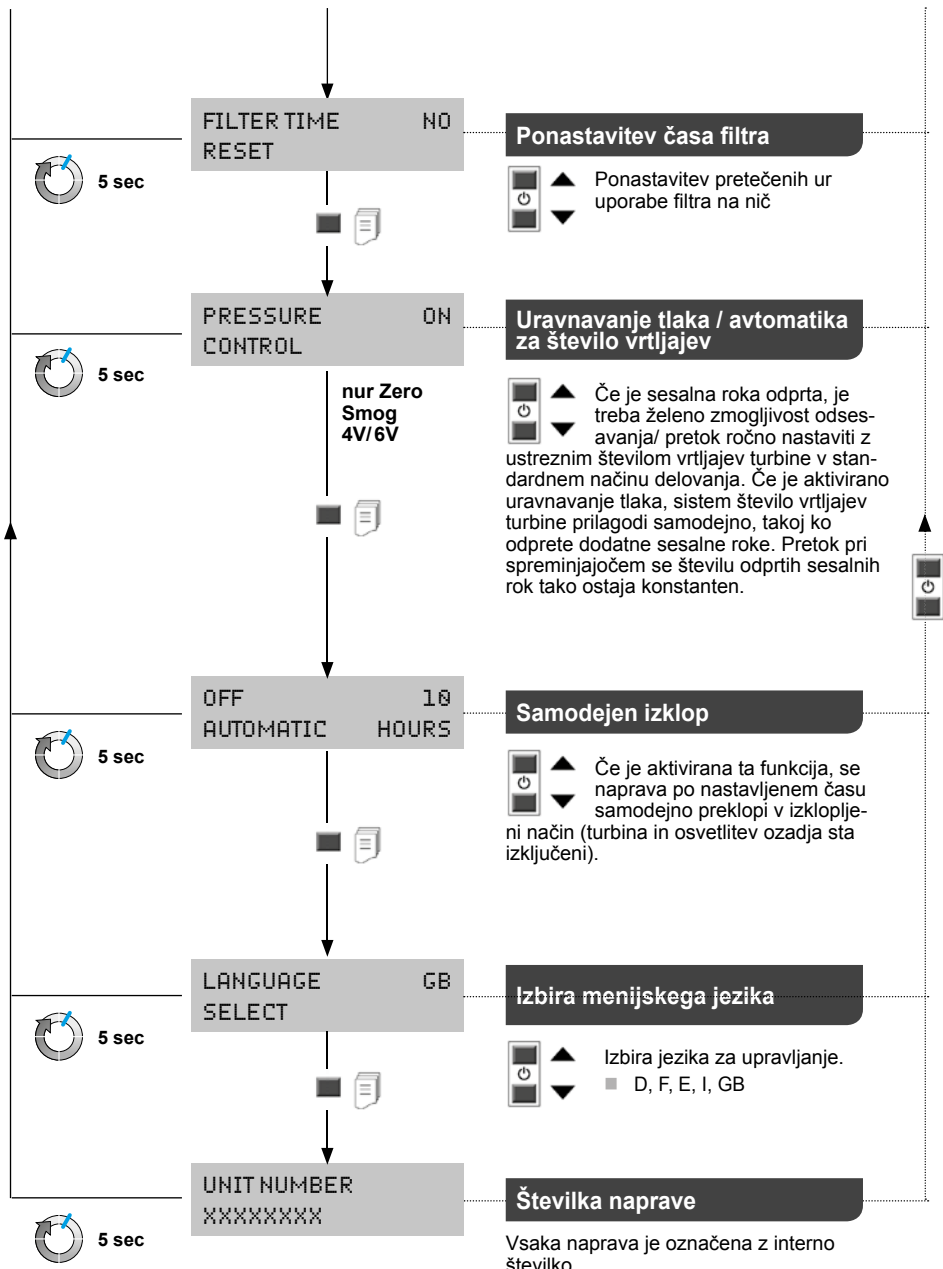 FILTER TIME NO
RESET
Ponastavitev časa filtra
5 sec
Ponastavitev pretečenih ur
uporabe filtra na nič
PRESSURE ON
CONTROL
Uravnavanje tlaka / avtomatika
za število vrtljajev
5 sec
nur Zero
Smog
4V/6V
Če je sesalna roka odprta, je
treba želeno zmogljivost odses-
avanja/ pretok ročno nastaviti z
ustreznim številom vrtljajev turbine v stan-
dardnem načinu delovanja. Če je aktivirano
uravnavanje tlaka, sistem število vrtljajev
turbine prilagodi samodejno, takoj ko
odprete dodatne sesalne roke. Pretok pri
spreminjajočem se številu odprtih sesalnih
rok tako ostaja konstanten.
OFF 10
AUTOMATIC HOURS
Samodejen izklop
5 sec
Če je aktivirana ta funkcija, se
naprava po nastavljenem času
samodejno preklopi v izkloplje-
ni način (turbina in osvetlitev ozadja sta
izključeni).
LANGUAGE GB
SELECT
Izbira menijskega jezika
5 sec
Izbira jezika za upravljanje.
D, F, E, I, GB
UNIT NUMBER
XXXXXXXX
Številka naprave
5 sec
Vsaka naprava je označena z interno
številko